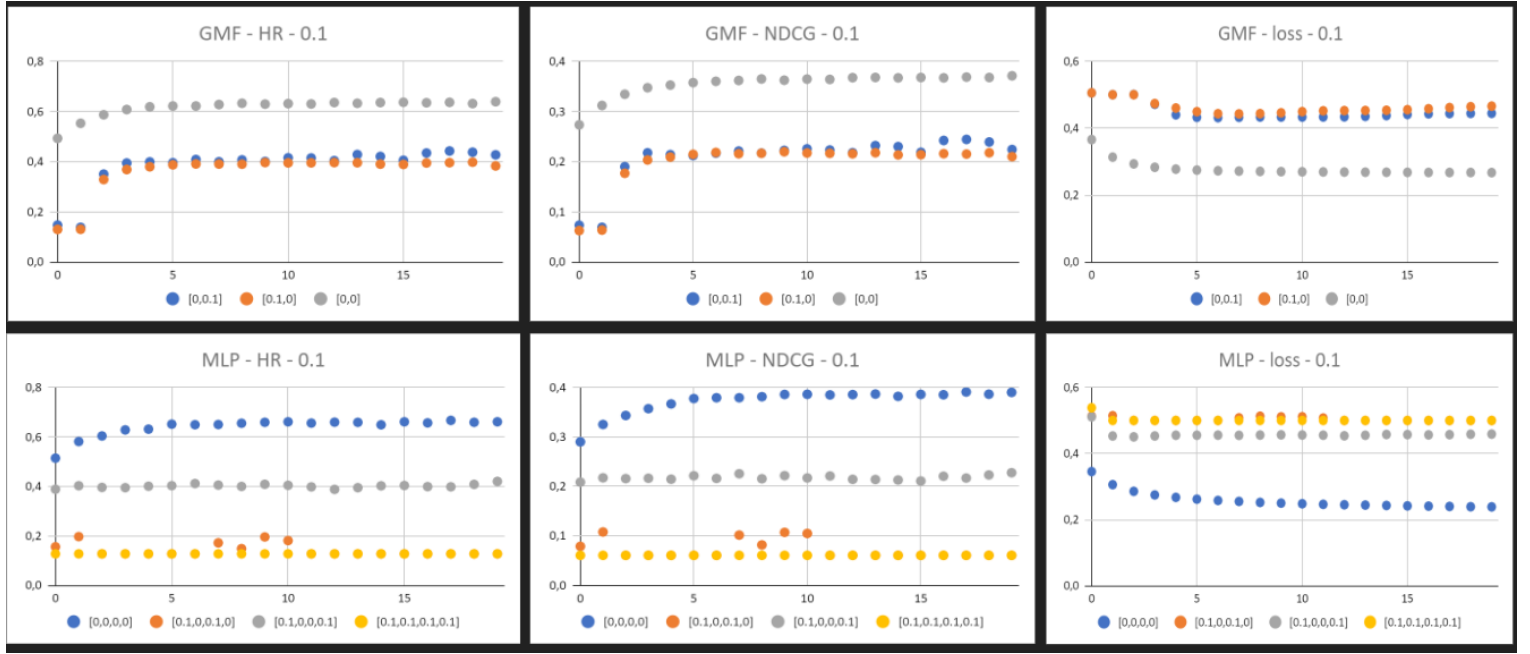 GMF - HR - 0.1
0,8
0,6
0,4
0,2
0,0
0 5 10 15
[0,0.1] [0.1,0] [0,0]
GMF - NDCG - 0.1
0,4
0,3
0,2
0,1
0,0
0 5 10 15
[0,0.1] [0.1,0] [0,0]
GMF - loss - 0.1
0,6
0,4
0,2
0,0
0 5 10 15
[0,0.1] [0.1,0] [0,0]
MLP - HR - 0.1
0,8
0,6
0,4
0,2
0,0
0 5 10 15
[0,0,0,0] [0.1,0,0.1,0] [0.1,0,0,0.1] [0.1,0.1,0.1,0.1]
MLP - NDCG - 0.1
0,4
0,3
0,2
0,1
0,0
0 5 10 15
[0,0,0,0] [0.1,0,0.1,0] [0.1,0,0,0.1] [0.1,0.1,0.1,0.1]
MLP - loss - 0.1
0,6
0,4
0,2
0,0
0 5 10 15
[0,0,0,0] [0.1,0,0.1,0] [0.1,0,0,0.1] [0.1,0.1,0.1,0.1]